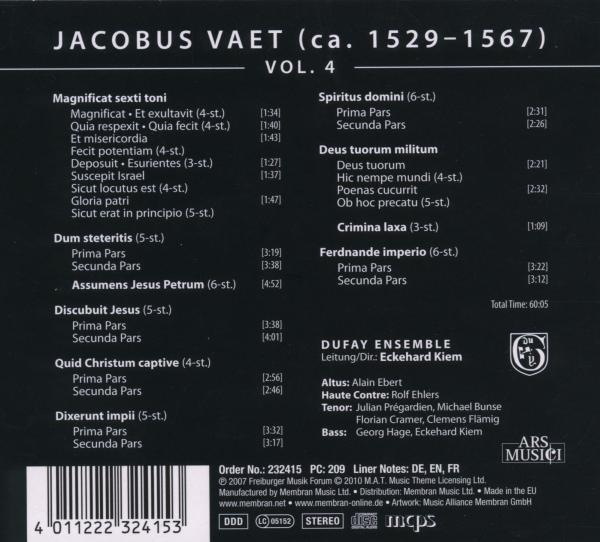 JACOBUS VAET (ca. 1529–1567)
VOL. 4
Magnificat sexti toni
Magnificat • Et exultavit (4-st.) [1:34]
Quia respexit • Quia fecit (4-st.) [1:40]
Et misericordia [1:43]
Fecit potentiam (4-st.)
Deposuit • Esurientes (3-st.) [1:27]
Suscepit Israel [1:37]
Sicut locutus est (4-st.)
Gloria patri [1:47]
Sicut erat in principio (5-st.)
Dum steteritis (5-st.)
Prima Pars [3:19]
Secunda Pars [3:38]
Assumens Jesus Petrum (6-st.) [4:52]
Discubuit Jesus (5-st.)
Prima Pars [3:38]
Secunda Pars [4:01]
Quid Christum captive (4-st.)
Prima Pars [2:56]
Secunda Pars [2:46]
Dixerunt impii (5-st.)
Prima Pars [3:32]
Secunda Pars [3:17]
Spiritus domini (6-st.)
Prima Pars [2:31]
Secunda Pars [2:26]
Deus tuorum militum
Deus tuorum [2:21]
Hic nempe mundi (4-st.)
Poenas cucurrit [2:32]
Ob hoc precatu (5-st.)
Crimina laxa (3-st.) [1:09]
Ferdnande imperio (6-st.)
Prima Pars [3:22]
Secunda Pars [3:12]
Total Time: 60:05
DUFAY ENSEMBLE
Leitung/Dir.: Eckehard Kiem
Altus: Alain Ebert
Haute Contre: Rolf Ehlers
Tenor: Julian Prégardien, Michael Bunse
Florian Cramer, Clemens Flämig
Bass: Georg Hage, Eckehard Kiem
ARS
MUSICI
Order No.: 232415 PC: 209 Liner Notes: DE, EN, FR
℗ 2007 Freiburger Musik Forum © 2010 M.A.T. Music Theme Licensing Ltd.
Manufactured by Membran Music Ltd. • Distribution: Membran Music Ltd. • Made in the EU
www.membran.net • www.membran-online.de • Artwork: Music Alliance Membran GmbH
4 011222 324153
DDD LC 05152 STEREO COMPACT disc DIGITAL AUDIO mcps